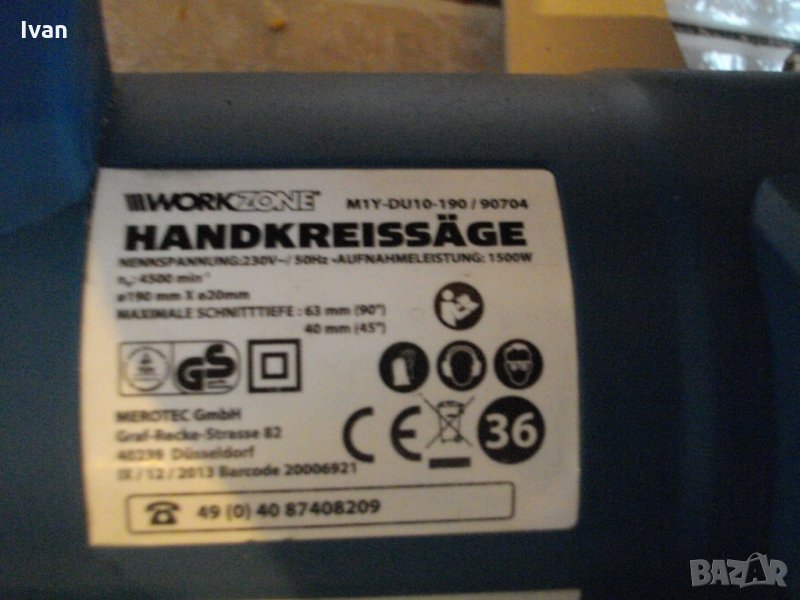 Ivan
WORKZONE M1Y-DU10-190 / 90704
HANDKREISSÄGE
NENNSPANNUNG:230V~/ 50Hz -AUFNAHMELEISTUNG: 1500W
n₀: 4500 min⁻¹
ø190 mm X ø20mm
MAXIMALE SCHNITTTIEFE : 63 mm (90°)
40 mm (45°)
GS
CE
36
MEROTEC GmbH
Graf-Recke-Strasse 82
40239 Düsseldorf
IX / 12 / 2013 Barcode 20006921
49 (0) 40 87408209
BAZAR